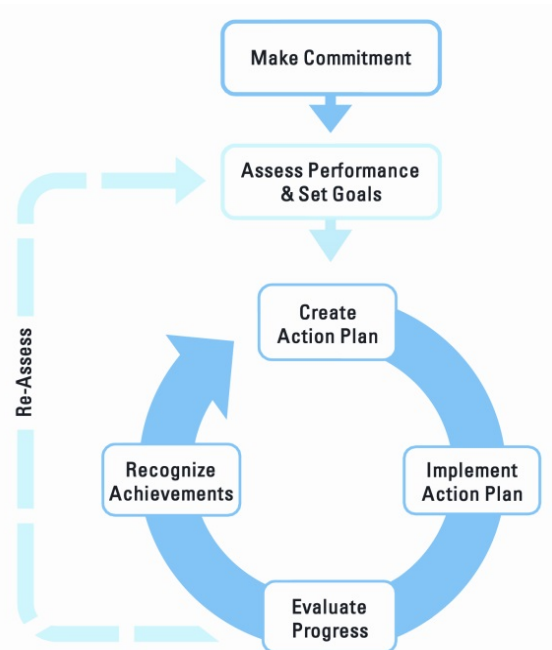 Make Commitment
Assess Performance
& Set Goals
Create
Action Plan
Implement
Action Plan
Evaluate
Progress
Recognize
Achievements
Re-Assess